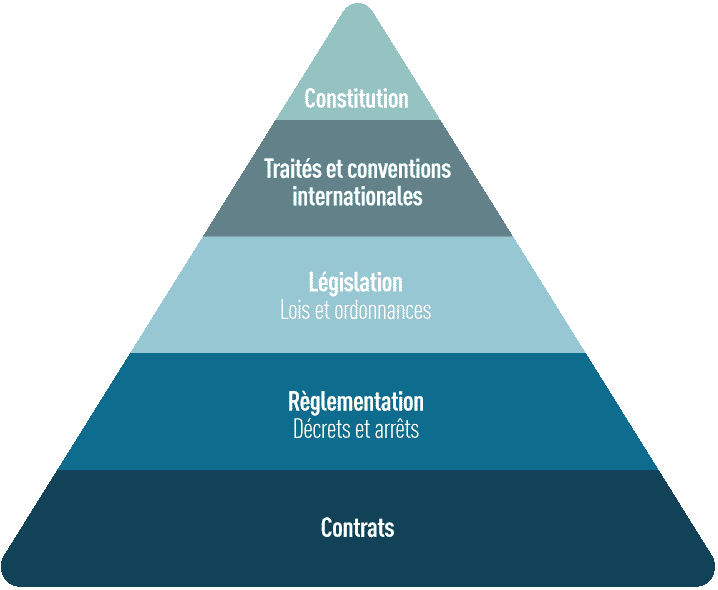 Constitution
Traités et conventions
internationales
Législation
Lois et ordonnances
Règlementation
Décrets et arrêts
Contrats